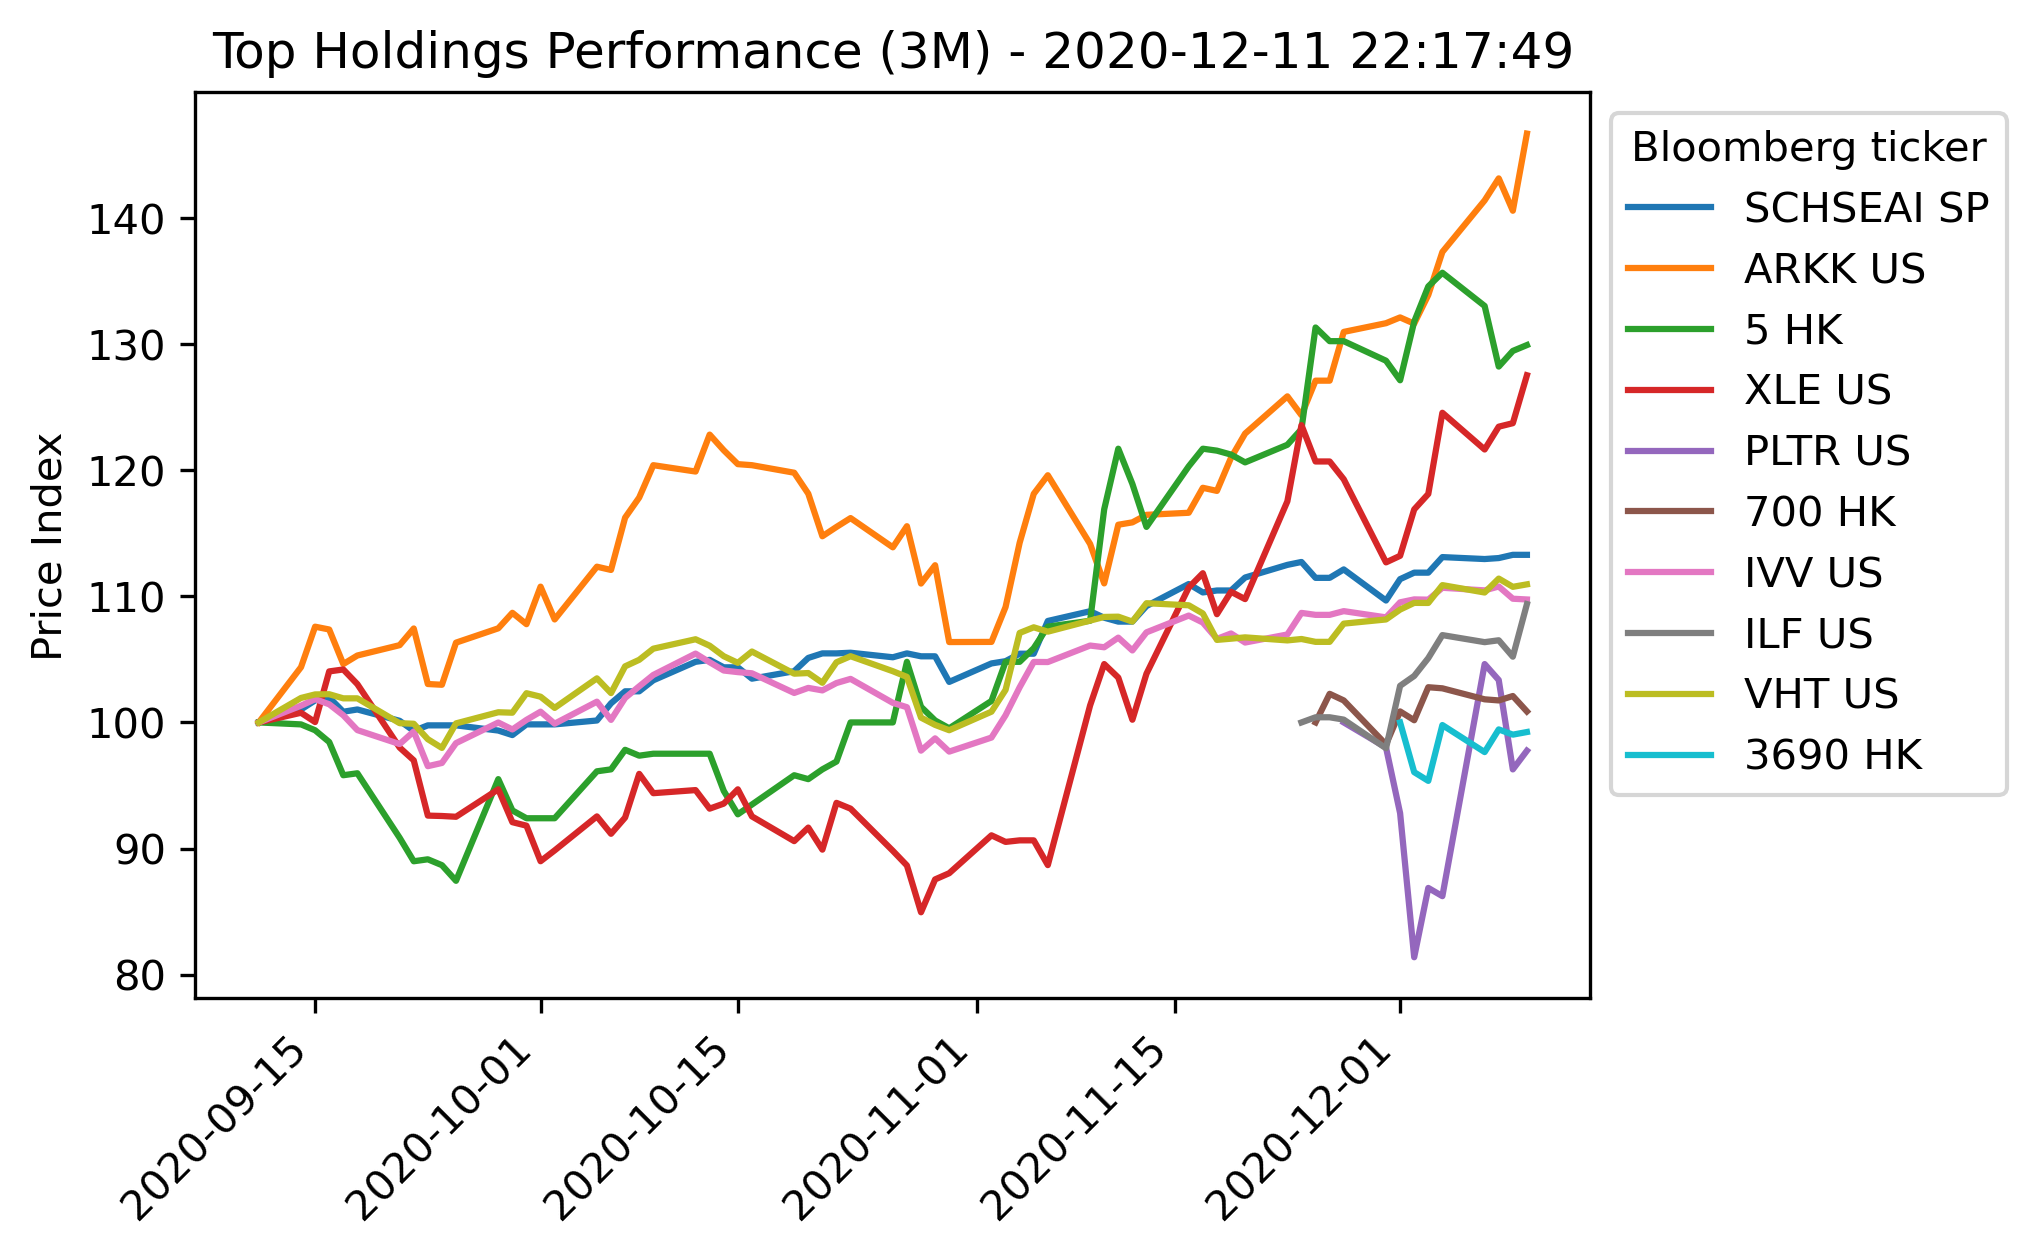 Top Holdings Performance (3M) - 2020-12-11 22:17:49
Price Index
140
130
120
110
100
90
80
2020-09-15
2020-10-01
2020-10-15
2020-11-01
2020-11-15
2020-12-01
Bloomberg ticker
SCHSEAI SP
ARKK US
5 HK
XLE US
PLTR US
700 HK
IVV US
ILF US
VHT US
3690 HK